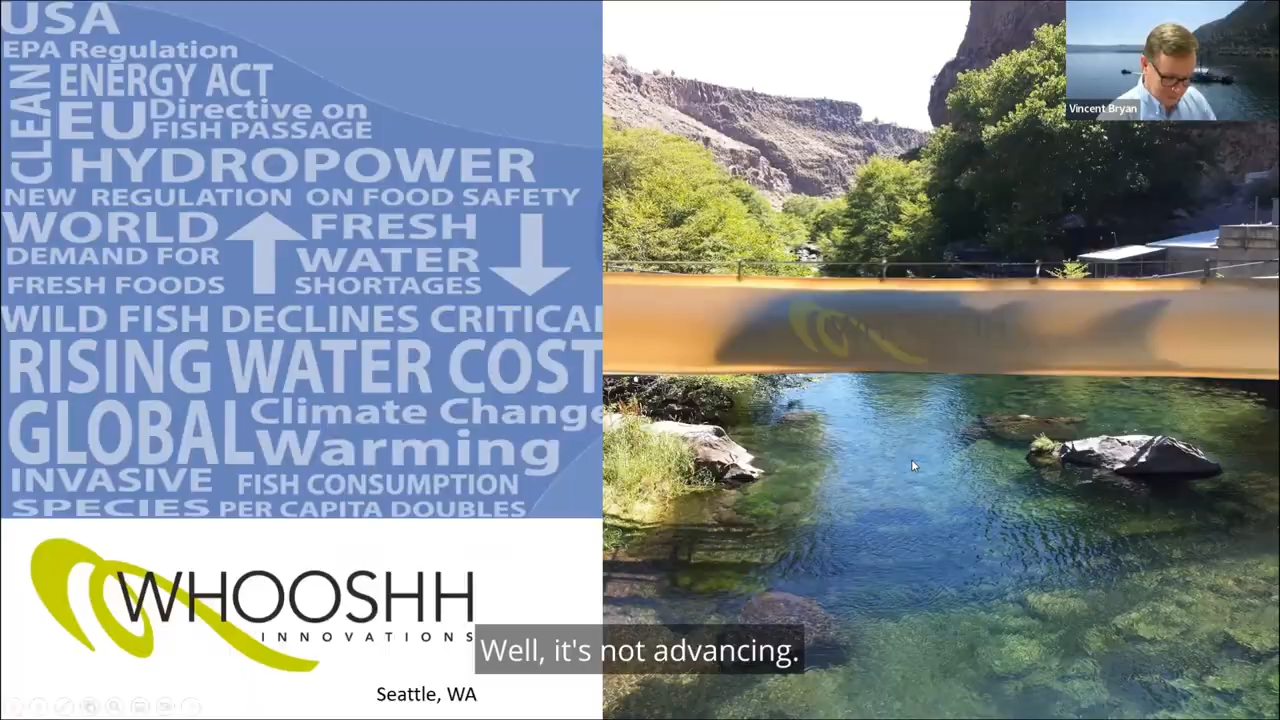 USA
EPA Regulation
CLEAN
ENERGY ACT
EU Directive on
FISH PASSAGE
HYDROPOWER
NEW REGULATION ON FOOD SAFETY
WORLD
DEMAND FOR
FRESH FOODS
FRESH
WATER
SHORTAGES
WILD FISH DECLINES CRITICAL
RISING WATER COST
GLOBAL Climate Change
Warming
INVASIVE
SPECIES
FISH CONSUMPTION
PER CAPITA DOUBLES
WHOOSHH
INNOVATIONS
Seattle, WA
Vincent Bryan
Well, it's not advancing.